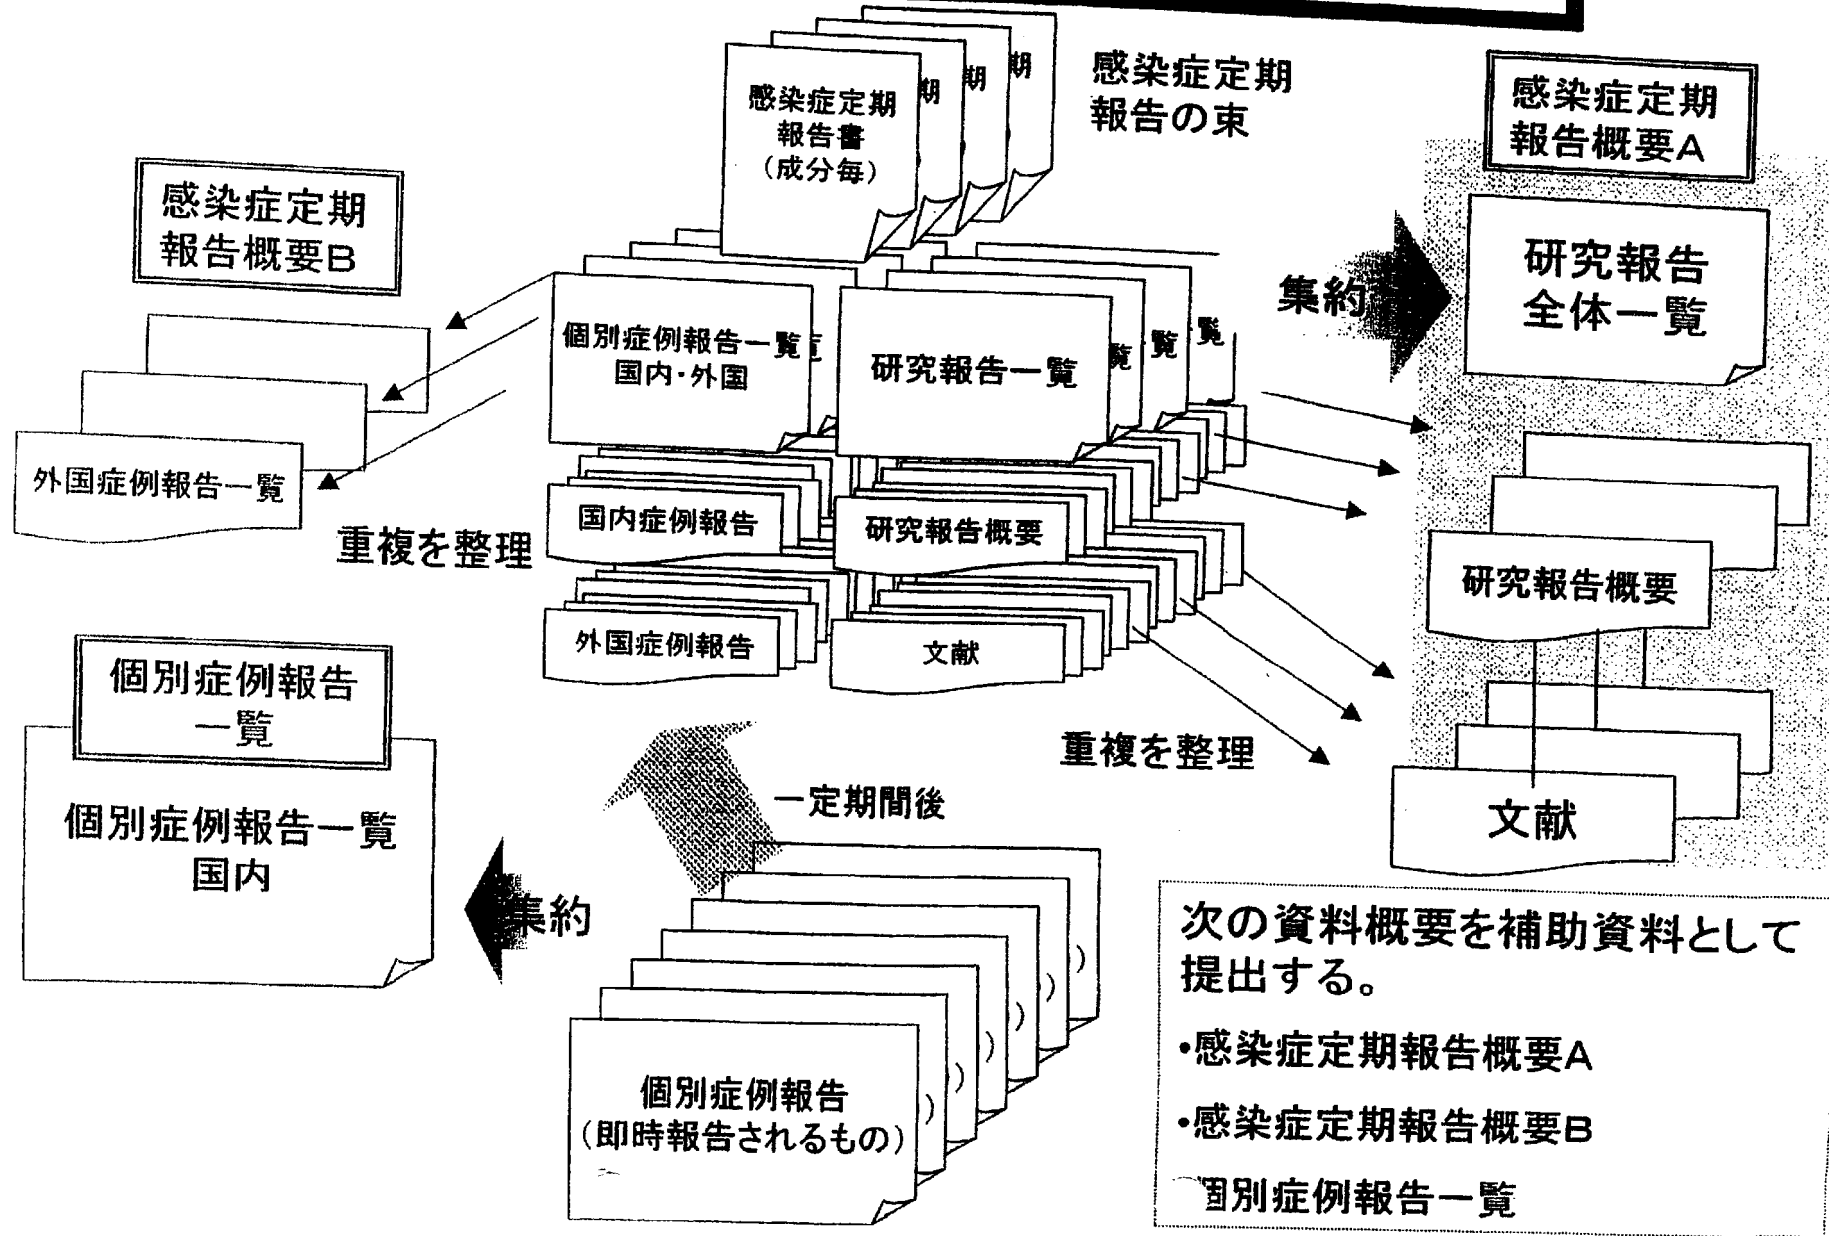 期
期
期
感染症定期
報告書
（成分毎）
感染症定期
報告の束
感染症定期
報告概要A
感染症定期
報告概要B
研究報告
全体一覧
集約
個別症例報告一覧
国内・外国
覧
研究報告一覧
覧
覧
覧
外国症例報告一覧
重複を整理
国内症例報告
研究報告概要
研究報告概要
外国症例報告
文献
個別症例報告
一覧
個別症例報告一覧
国内
重複を整理
文献
一定期間後
集約
個別症例報告
（即時報告されるもの）
）
）
）
）
）
）
次の資料概要を補助資料として
提出する。
・感染症定期報告概要A
・感染症定期報告概要B
個別症例報告一覧